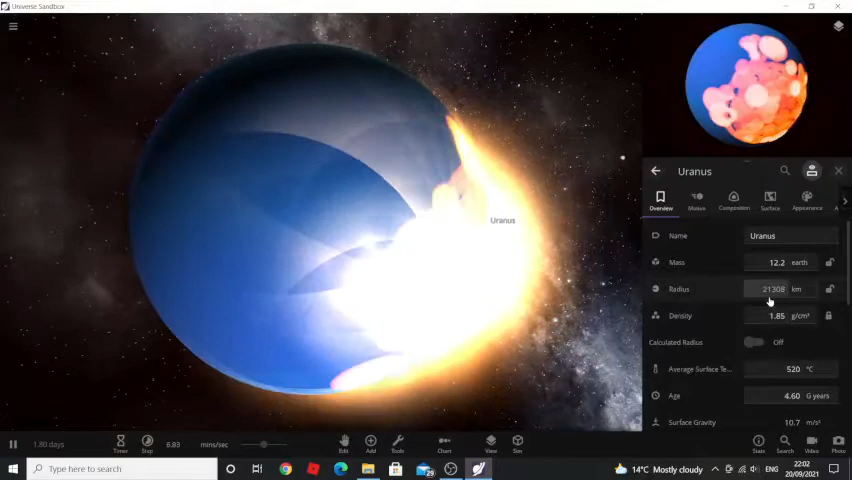 Universe Sandbox
Uranus
Uranus
Overview
Motion
Composition
Surface
Appearance
Name
Uranus
Mass
12.2 earth
Radius
21308 km
Density
1.85 g/cm³
Calculated Radius
Off
Average Surface Te...
520 °C
Age
4.60 G years
Surface Gravity
10.7 m/s²
1.80 days
Timer
Step
6.83 mins/sec
Edit
Add
Tools
Chart
View
Sim
Stats
Search
Video
Photo
Type here to search
29
14°C Mostly cloudy
ENG
22:02
20/09/2021